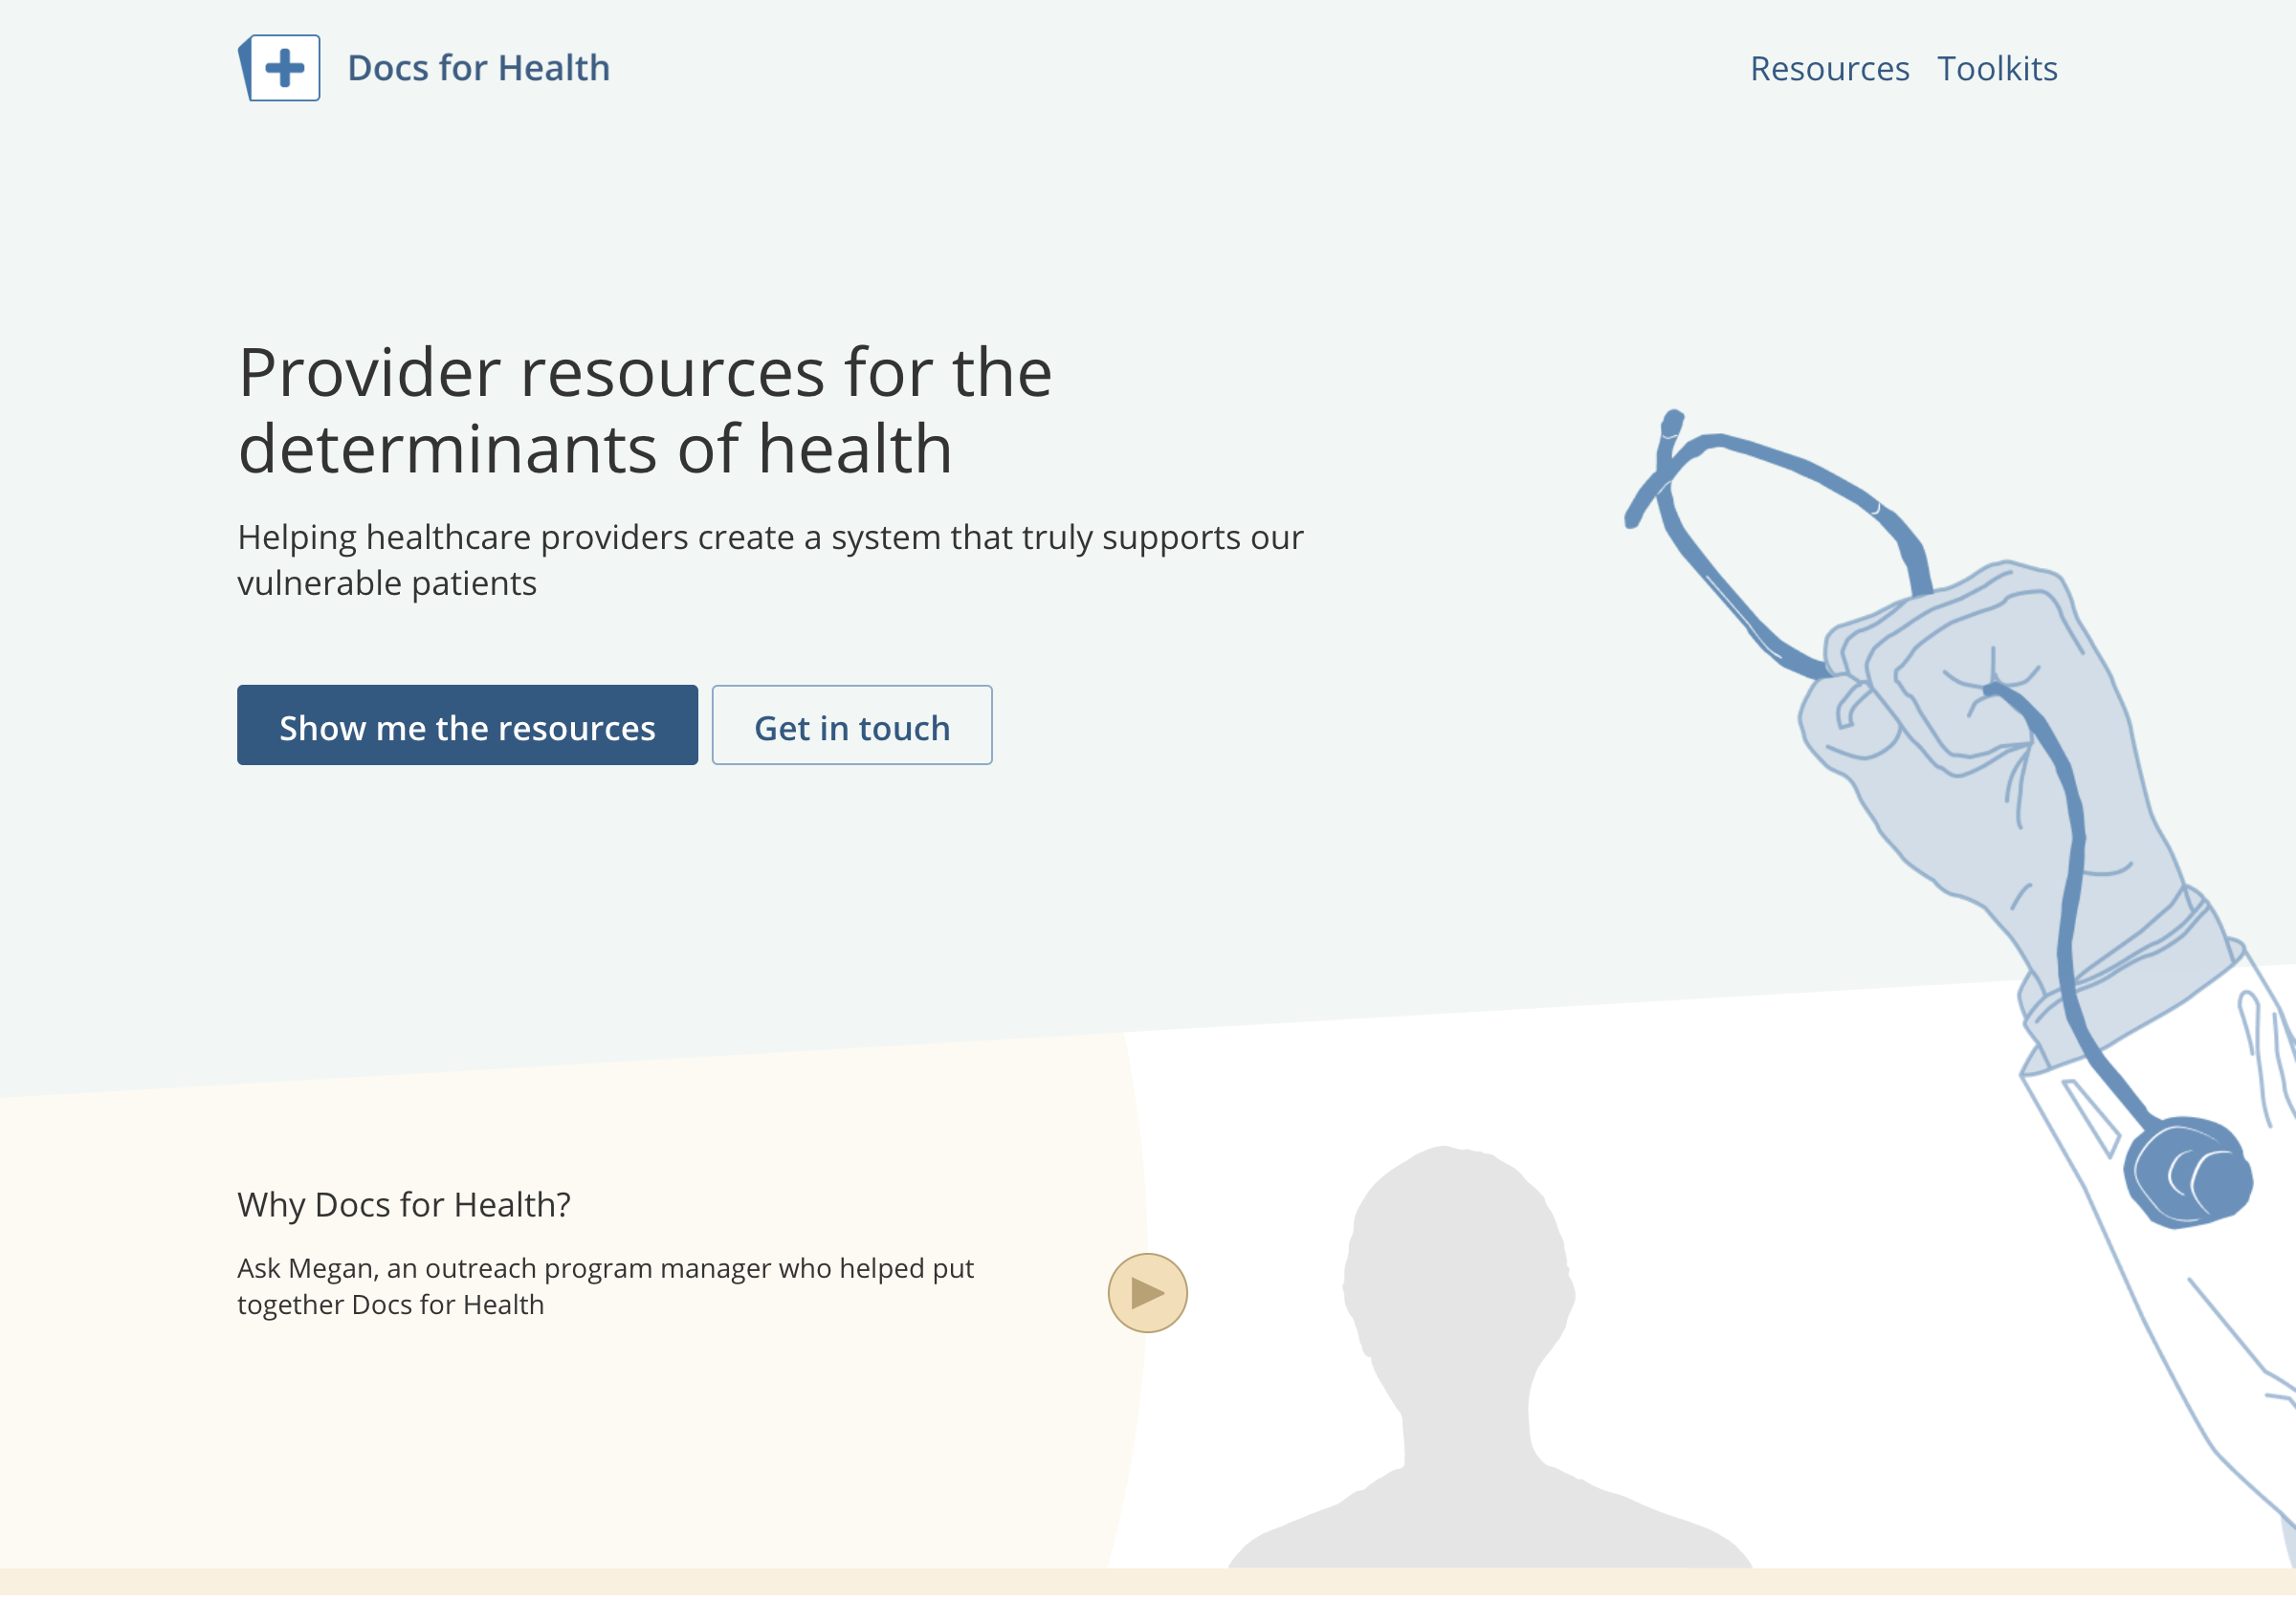 Docs for Health
Resources Toolkits
Provider resources for the
determinants of health
Helping healthcare providers create a system that truly supports our
vulnerable patients
Show me the resources Get in touch
Why Docs for Health?
Ask Megan, an outreach program manager who helped put
together Docs for Health